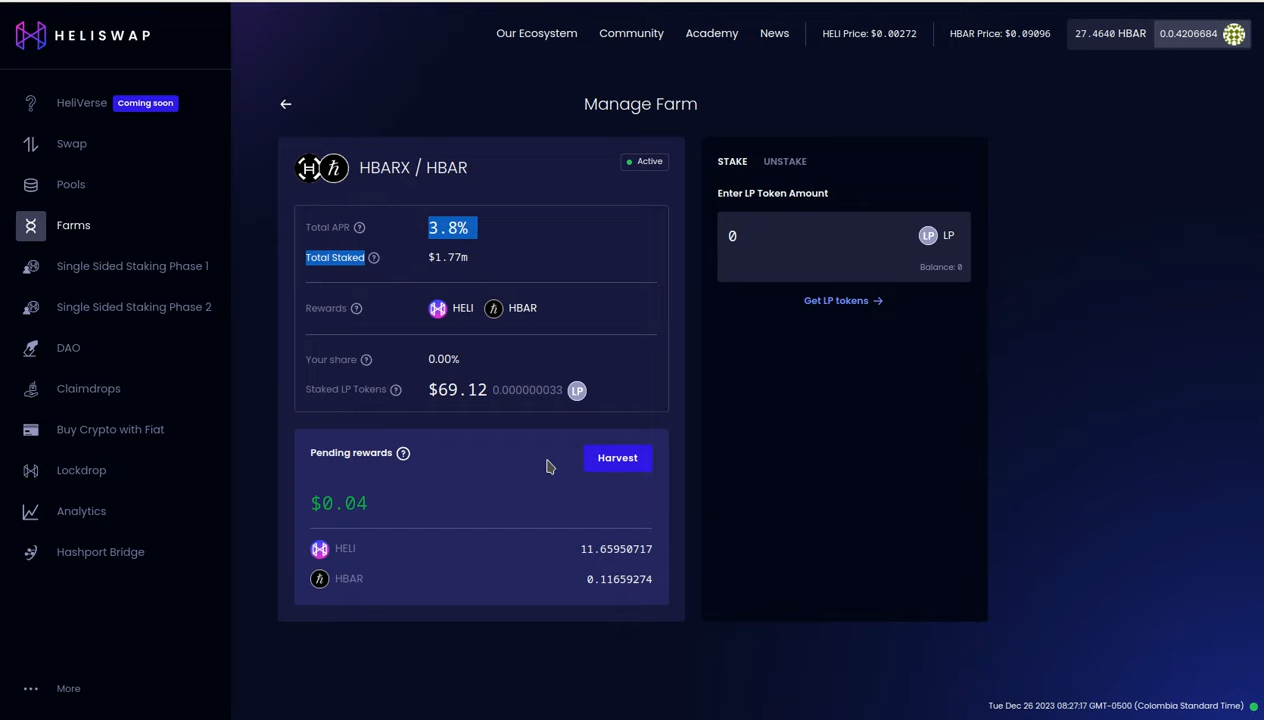 HELISWAP
Our Ecosystem Community Academy News HELI Price: $0.00272 HBAR Price: $0.09096 27.4640 HBAR 0.0.4206684
HeliVerse Coming soon
Swap
Pools
Farms
Single Sided Staking Phase 1
Single Sided Staking Phase 2
DAO
Claimdrops
Buy Crypto with Fiat
Lockdrop
Analytics
Hashport Bridge
More
Manage Farm
HBARX / HBAR Active
Total APR ? 3.8%
Total Staked ? $1.77m
Rewards ? HELI HBAR
Your share ? 0.00%
Staked LP Tokens ? $69.12 0.000000033 LP
Pending rewards ? Harvest
$0.04
HELI 11.65950717
HBAR 0.11659274
STAKE UNSTAKE
Enter LP Token Amount
0 LP LP
Balance: 0
Get LP tokens →
Tue Dec 26 2023 08:27:17 GMT-0500 (Colombia Standard Time)